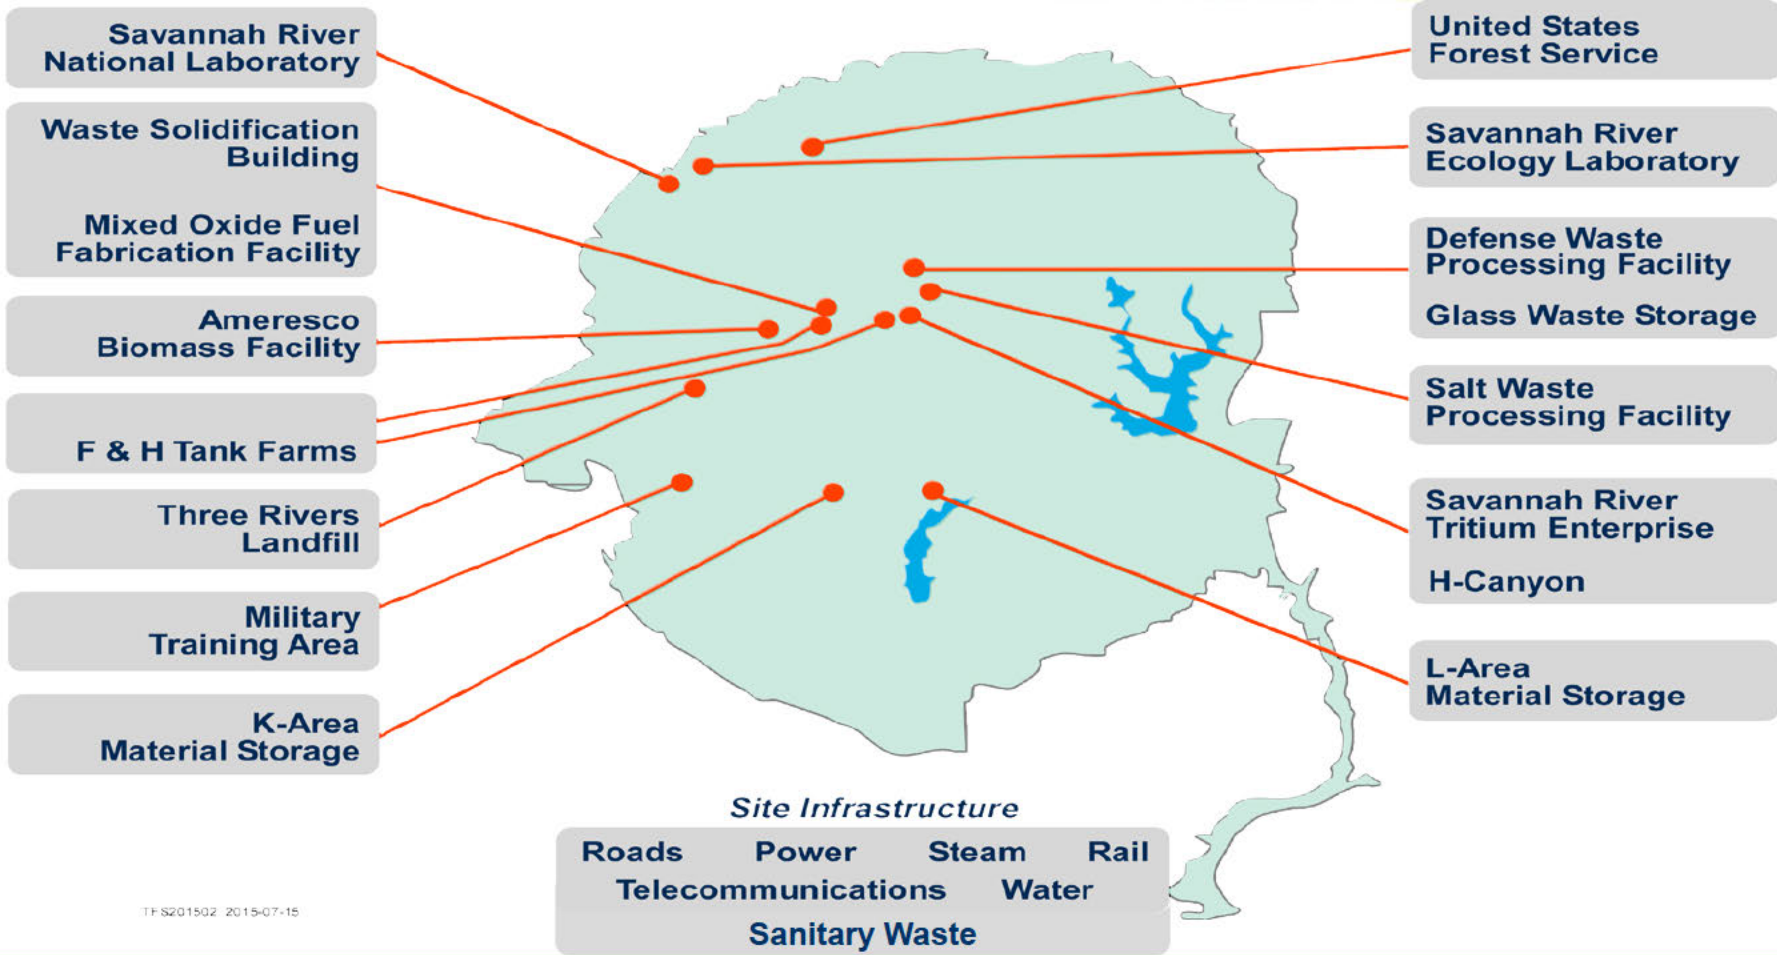 Savannah River
National Laboratory
Waste Solidification
Building
Mixed Oxide Fuel
Fabrication Facility
Ameresco
Biomass Facility
F & H Tank Farms
Three Rivers
Landfill
Military
Training Area
K-Area
Material Storage
United States
Forest Service
Savannah River
Ecology Laboratory
Defense Waste
Processing Facility
Glass Waste Storage
Salt Waste
Processing Facility
Savannah River
Tritium Enterprise
H-Canyon
L-Area
Material Storage
Site Infrastructure
Roads Power Steam Rail
Telecommunications Water
Sanitary Waste
TFS201502 2015-07-15